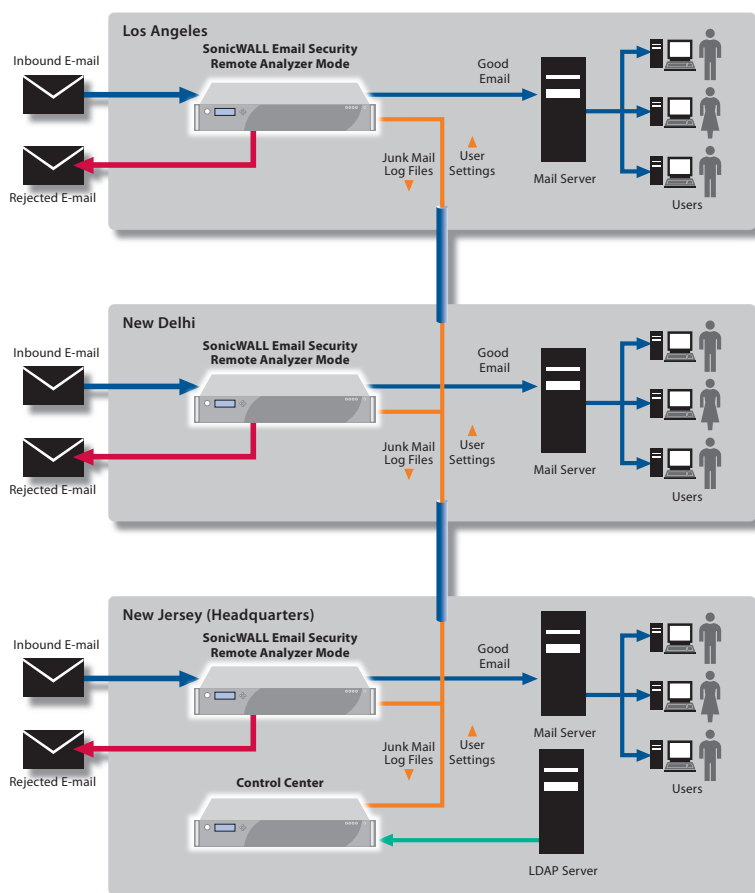 Los Angeles
SonicWALL Email Security
Remote Analyzer Mode
Inbound E-mail
Good
Email
Junk Mail
Log Files
User
Settings
Mail Server
Rejected E-mail
Users
New Delhi
SonicWALL Email Security
Remote Analyzer Mode
Inbound E-mail
Good
Email
Junk Mail
Log Files
User
Settings
Mail Server
Rejected E-mail
Users
New Jersey (Headquarters)
SonicWALL Email Security
Remote Analyzer Mode
Inbound E-mail
Good
Email
Mail Server
Junk Mail
Log Files
User
Settings
Rejected E-mail
Control Center
Users
LDAP Server